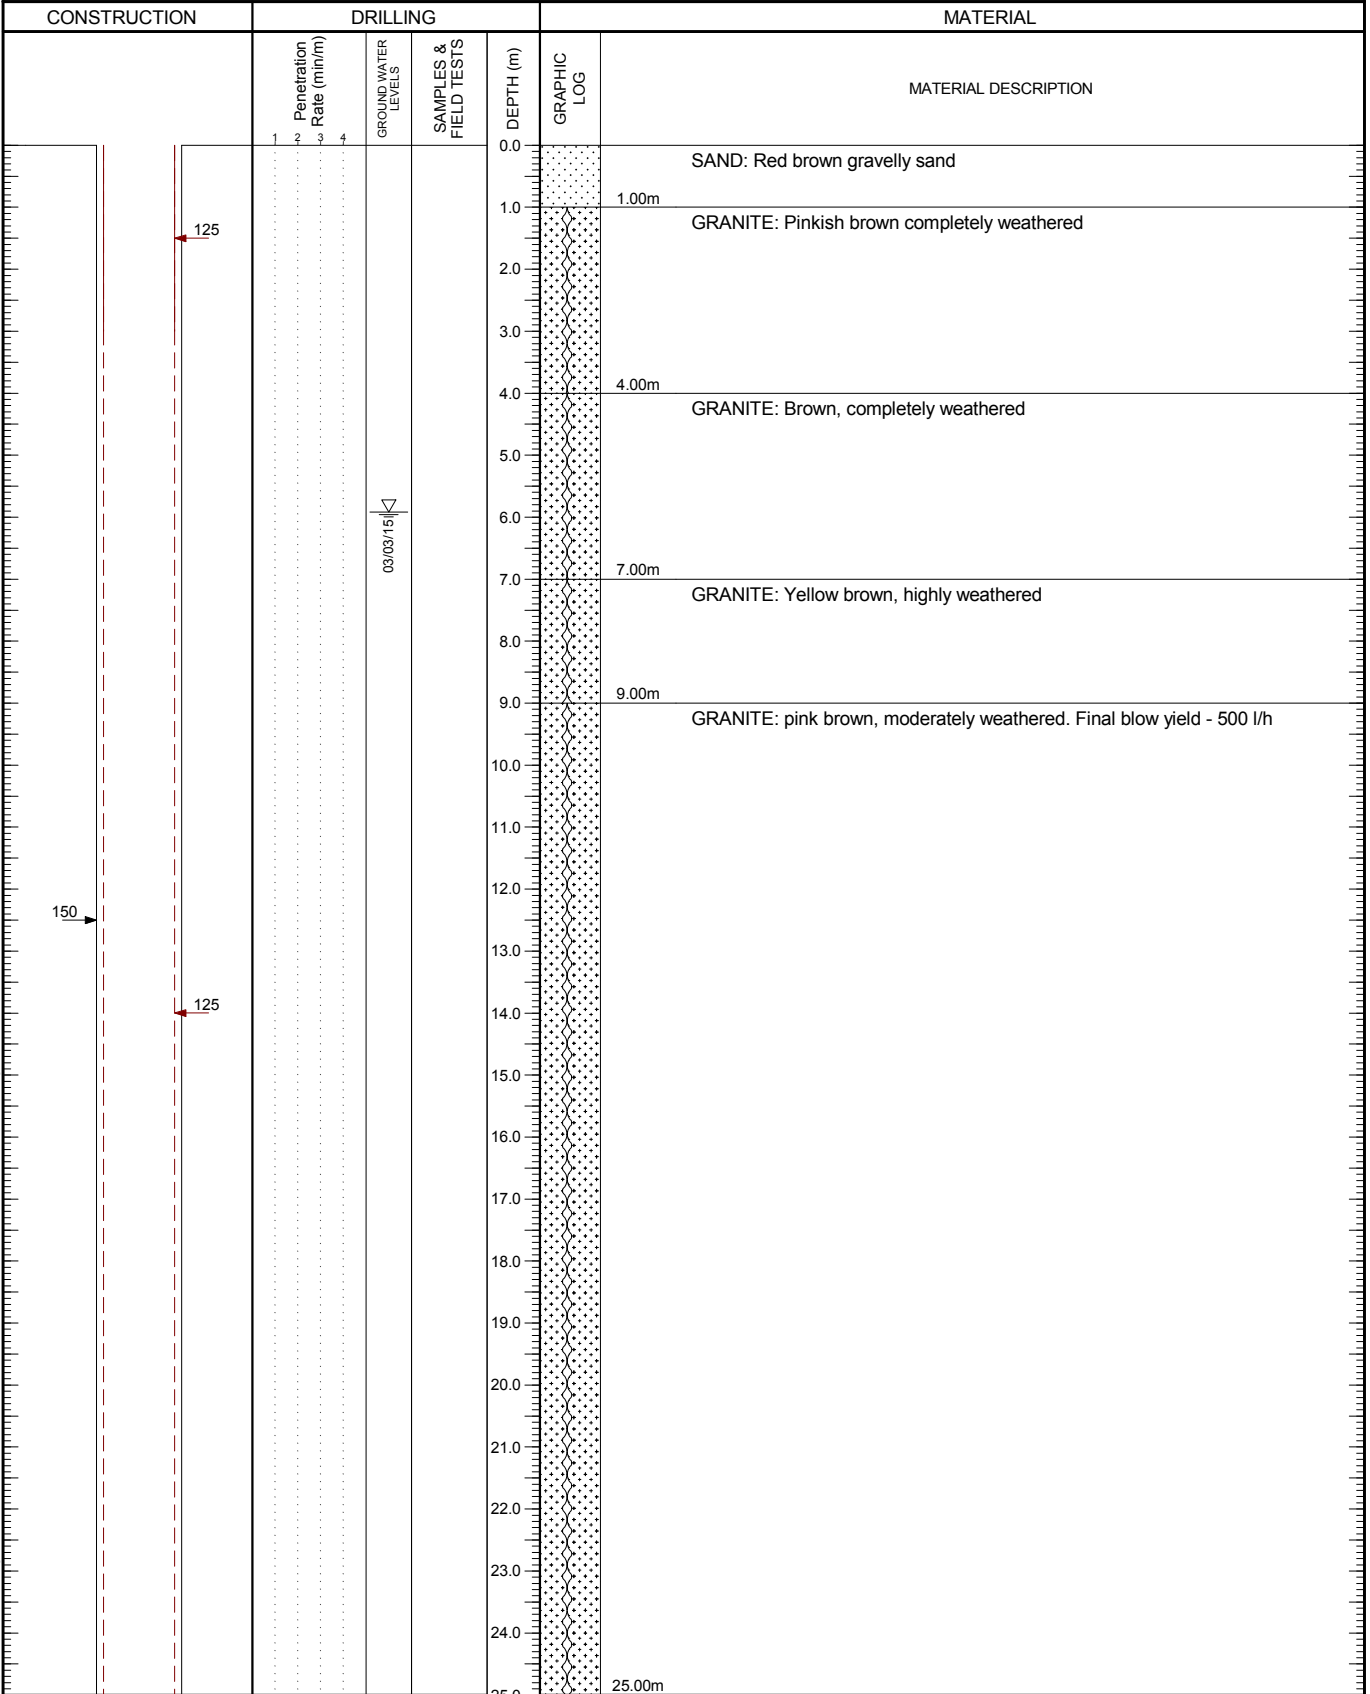 CONSTRUCTION
DRILLING
MATERIAL
Penetration
Rate (min/m)
GROUND WATER
LEVELS
SAMPLES &
FIELD TESTS
DEPTH (m)
GRAPHIC
LOG
MATERIAL DESCRIPTION
1 2 3 4
0.0
SAND: Red brown gravelly sand
1.00m
1.0
GRANITE: Pinkish brown completely weathered
125
2.0
3.0
4.00m
4.0
GRANITE: Brown, completely weathered
5.0
6.0
03/03/15
7.00m
7.0
GRANITE: Yellow brown, highly weathered
8.0
9.00m
9.0
GRANITE: pink brown, moderately weathered. Final blow yield - 500 l/h
10.0
11.0
12.0
150
13.0
125
14.0
15.0
16.0
17.0
18.0
19.0
20.0
21.0
22.0
23.0
24.0
25.00m
25.0